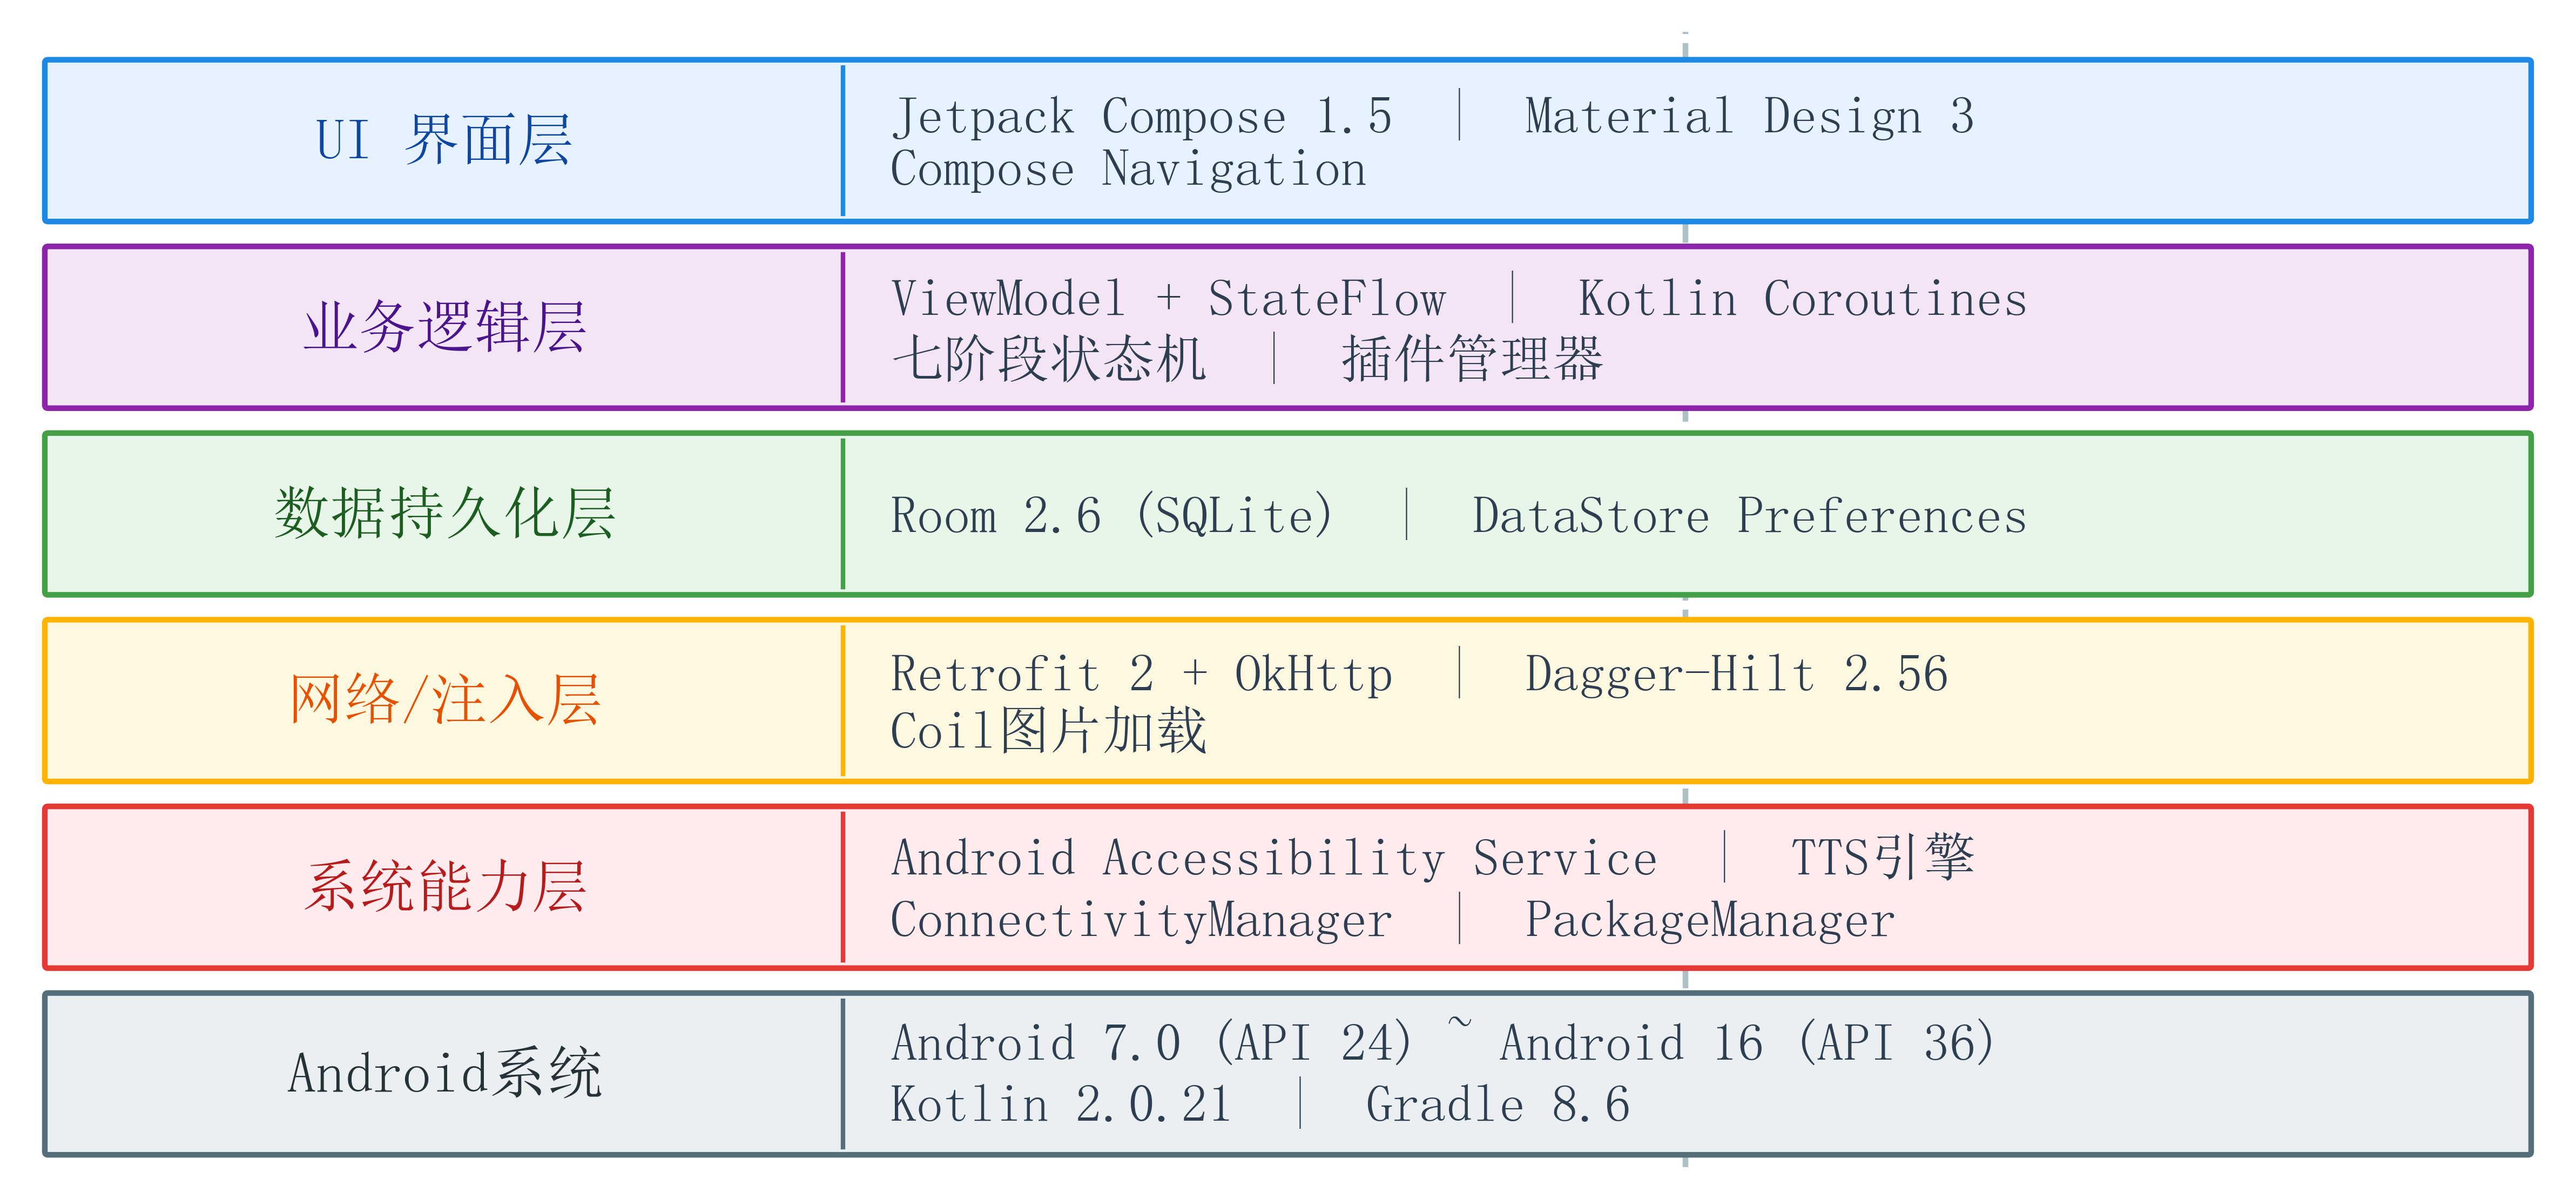 UI 界面层
Jetpack Compose 1.5 | Material Design 3
Compose Navigation
业务逻辑层
ViewModel + StateFlow | Kotlin Coroutines
七阶段状态机 | 插件管理器
数据持久化层
Room 2.6 (SQLite) | DataStore Preferences
网络/注入层
Retrofit 2 + OkHttp | Dagger-Hilt 2.56
Coil图片加载
系统能力层
Android Accessibility Service | TTS引擎
ConnectivityManager | PackageManager
Android系统
Android 7.0 (API 24) ~ Android 16 (API 36)
Kotlin 2.0.21 | Gradle 8.6